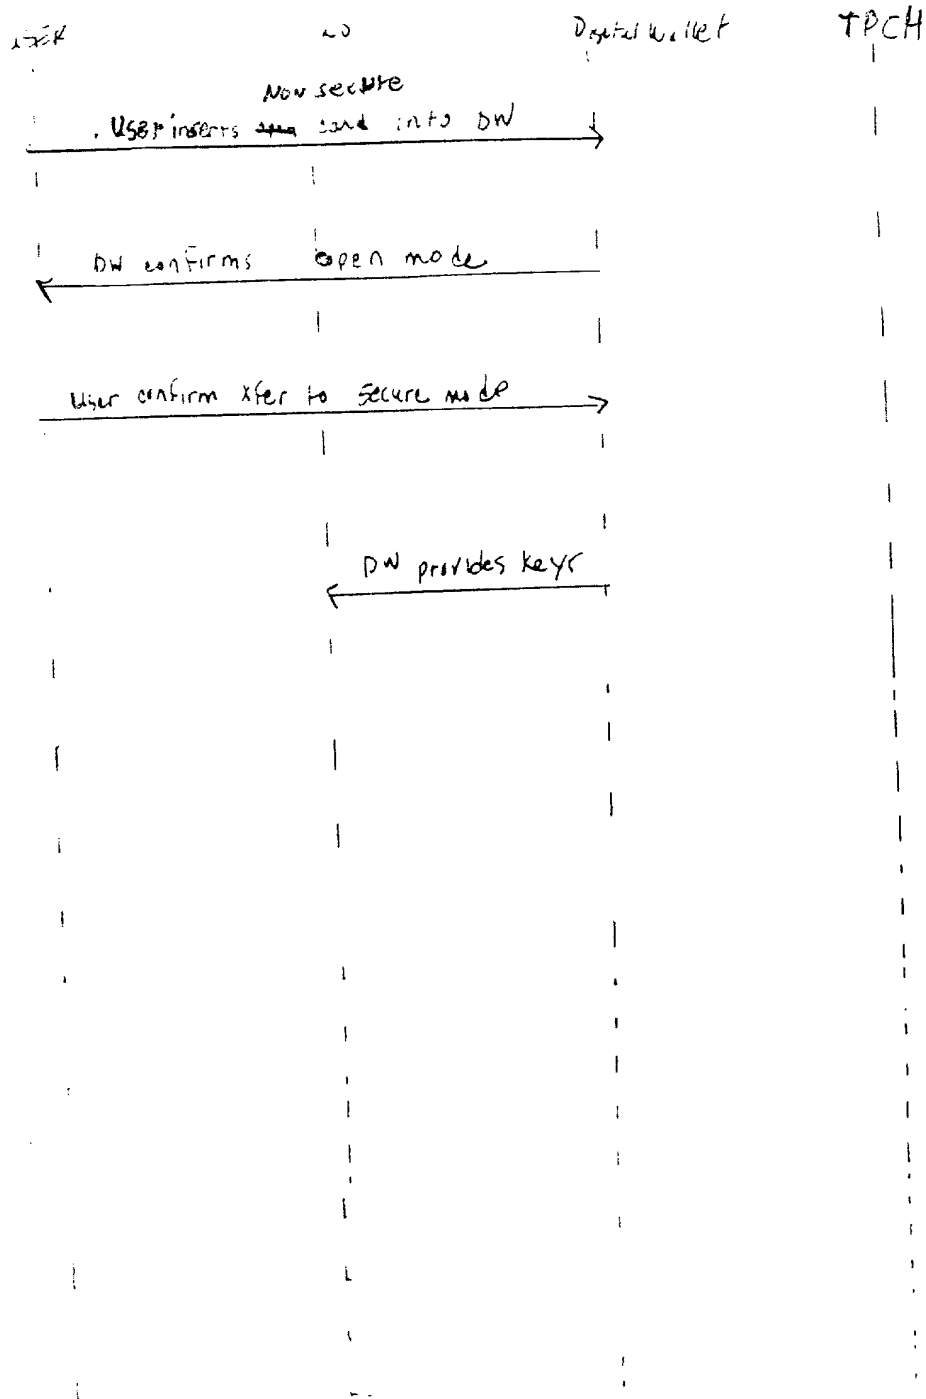 Digital Wallet TPCH
Non secure
User inserts card into DW
DW confirms open mode
User confirm xfer to secure mode
DW provides keys